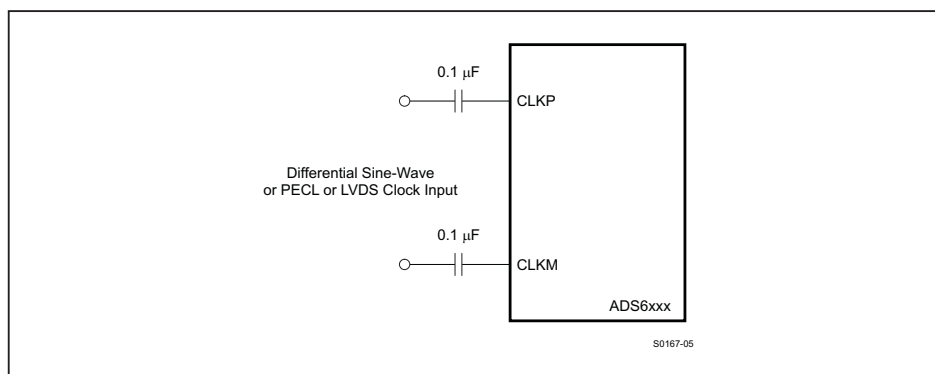 0.1 μF
CLKP
Differential Sine-Wave
or PECL or LVDS Clock Input
0.1 μF
CLKM
ADS6xxx
S0167-05